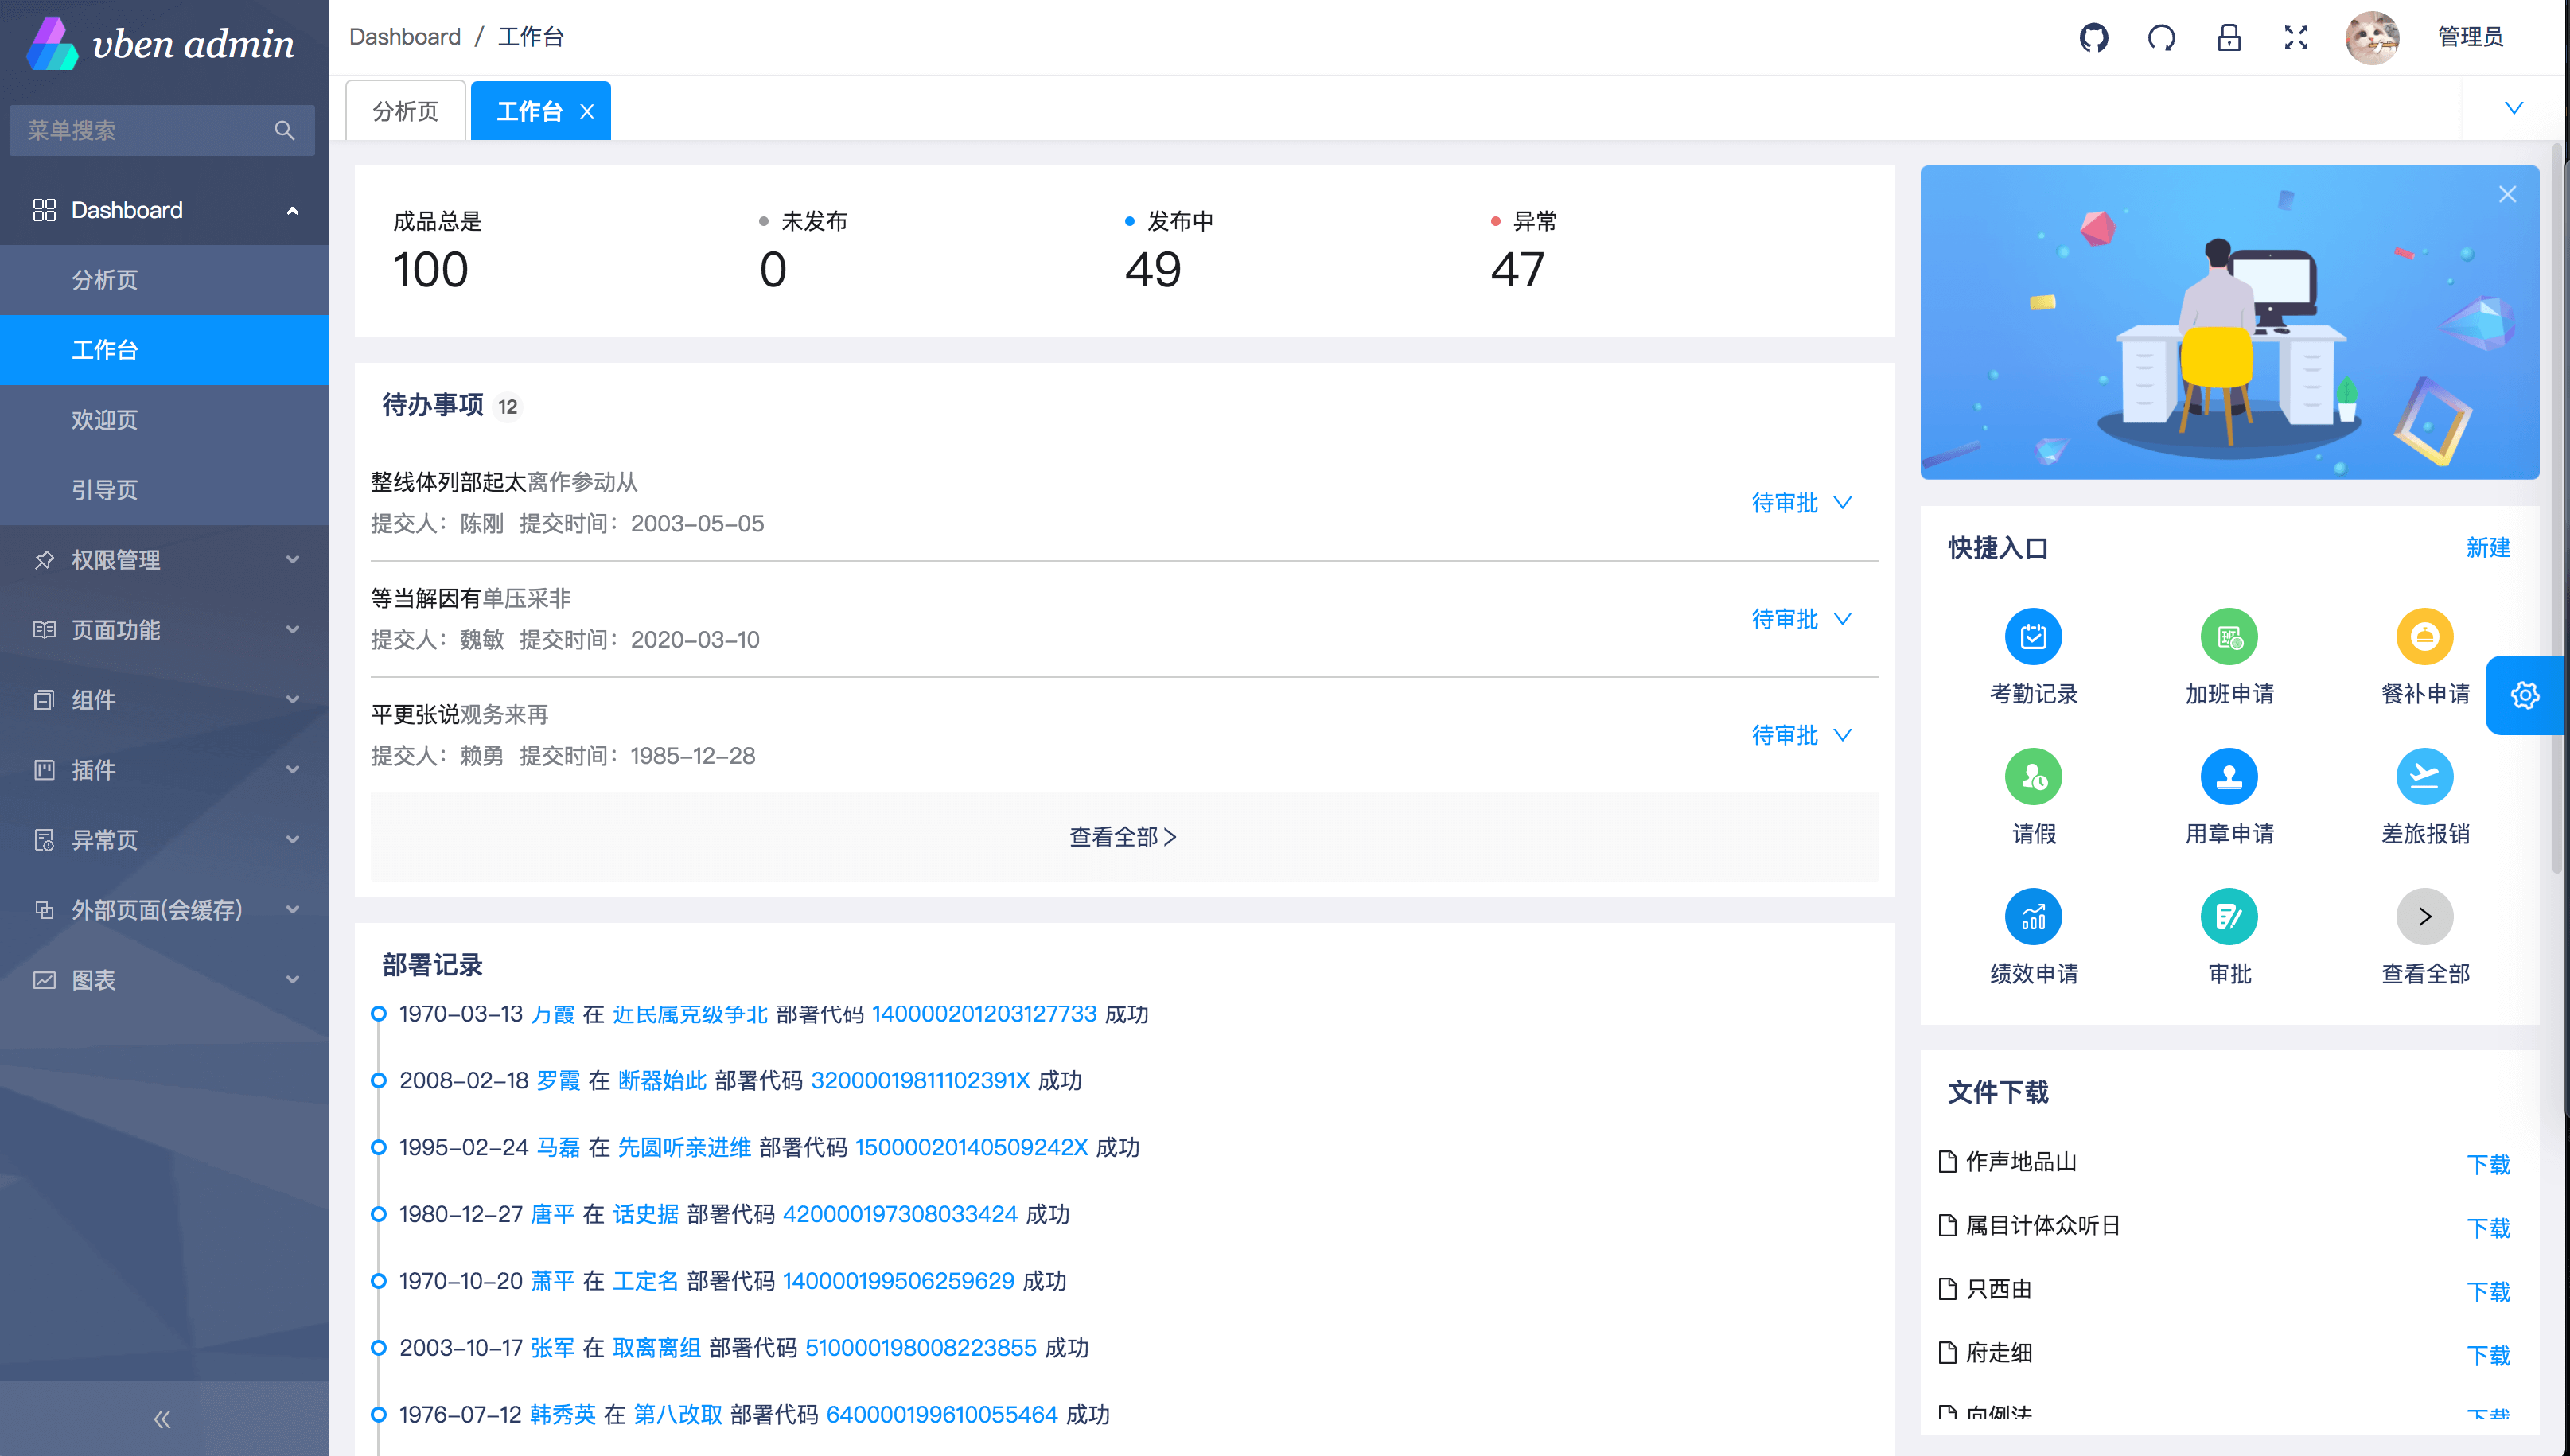 vben admin
菜单搜索
Dashboard
分析页
工作台
欢迎页
引导页
权限管理
页面功能
组件
插件
异常页
外部页面(会缓存)
图表
Dashboard / 工作台
管理员
分析页
工作台
成品总是
100
未发布
0
发布中
49
异常
47
待办事项 12
整线体列部起太离作参动从
提交人：陈刚 提交时间：2003-05-05
待审批
等当解因有单压采非
提交人：魏敏 提交时间：2020-03-10
待审批
平更张说观务来再
提交人：赖勇 提交时间：1985-12-28
待审批
查看全部
部署记录
1970-03-13 万霞 在 近民属克级争北 部署代码 140000201203127733 成功
2008-02-18 罗霞 在 断器始此 部署代码 32000019811102391X 成功
1995-02-24 马磊 在 先圆听亲进维 部署代码 15000020140509242X 成功
1980-12-27 唐平 在 话史据 部署代码 420000197308033424 成功
1970-10-20 萧平 在 工定名 部署代码 140000199506259629 成功
2003-10-17 张军 在 取离离组 部署代码 510000198008223855 成功
1976-07-12 韩秀英 在 第八改取 部署代码 640000199610055464 成功
快捷入口
新建
考勤记录
班
加班申请
餐补申请
请假
用章申请
差旅报销
绩效申请
审批
查看全部
文件下载
作声地品山
下载
属目计体众听日
下载
只西由
下载
府走细
下载
向例法
下载